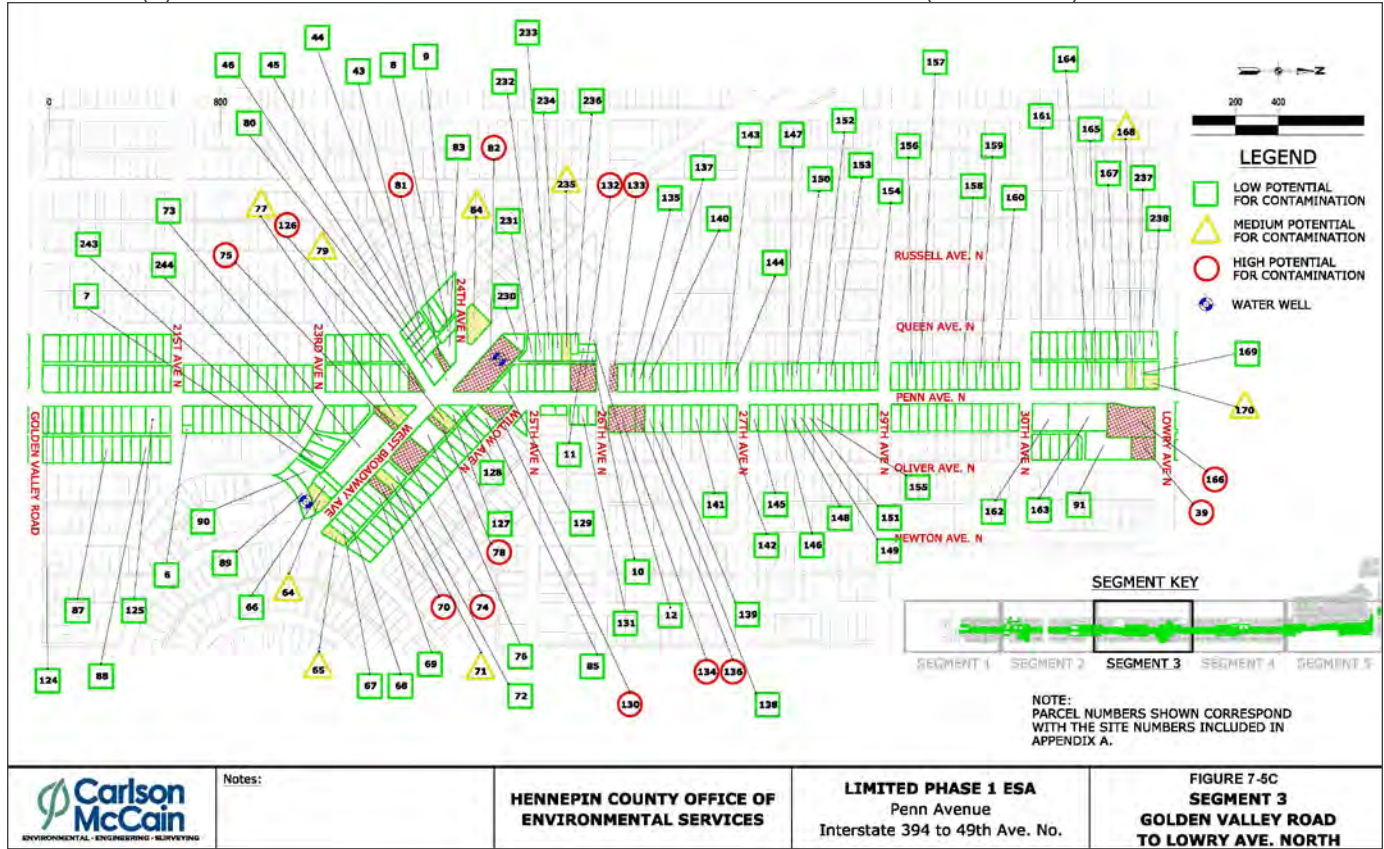 233
44
9
8
43
45
46
232
234
236
157
164
Z
0
800
200 400
80
83
82
143
147
152
156
159
161
165
168
LEGEND
LOW POTENTIAL
FOR CONTAMINATION
MEDIUM POTENTIAL
FOR CONTAMINATION
HIGH POTENTIAL
FOR CONTAMINATION
WATER WELL
137
150
153
158
167
237
81
235
132
133
135
154
160
77
126
79
84
231
140
238
73
243
244
75
144
7
230
RUSSELL AVE. N
24TH AVE N
QUEEN AVE. N
21ST AVE N
23RD AVE N
169
PENN AVE. N
170
GOLDEN VALLEY ROAD
WEST BROADWAY AVE
WILLOW AVE N
25TH AVE N
26TH AVE N
27TH AVE N
29TH AVE N
30TH AVE N
LOWRY AVE N
OLIVER AVE. N
11
128
155
166
90
127
129
141
145
148
151
162
163
91
39
NEWTON AVE. N
142
146
149
89
78
6
10
64
66
87
125
70
74
131
12
139
SEGMENT KEY
SEGMENT 1
SEGMENT 2
SEGMENT 3
SEGMENT 4
SEGMENT 5
124
88
65
67
68
69
71
76
72
85
134
136
130
138
NOTE:
PARCEL NUMBERS SHOWN CORRESPOND
WITH THE SITE NUMBERS INCLUDED IN
APPENDIX A.
Carlson
McCain
ENVIRONMENTAL · ENGINEERING · SURVEYING
Notes:
HENNEPIN COUNTY OFFICE OF
ENVIRONMENTAL SERVICES
LIMITED PHASE 1 ESA
Penn Avenue
Interstate 394 to 49th Ave. No.
FIGURE 7-5C
SEGMENT 3
GOLDEN VALLEY ROAD
TO LOWRY AVE. NORTH